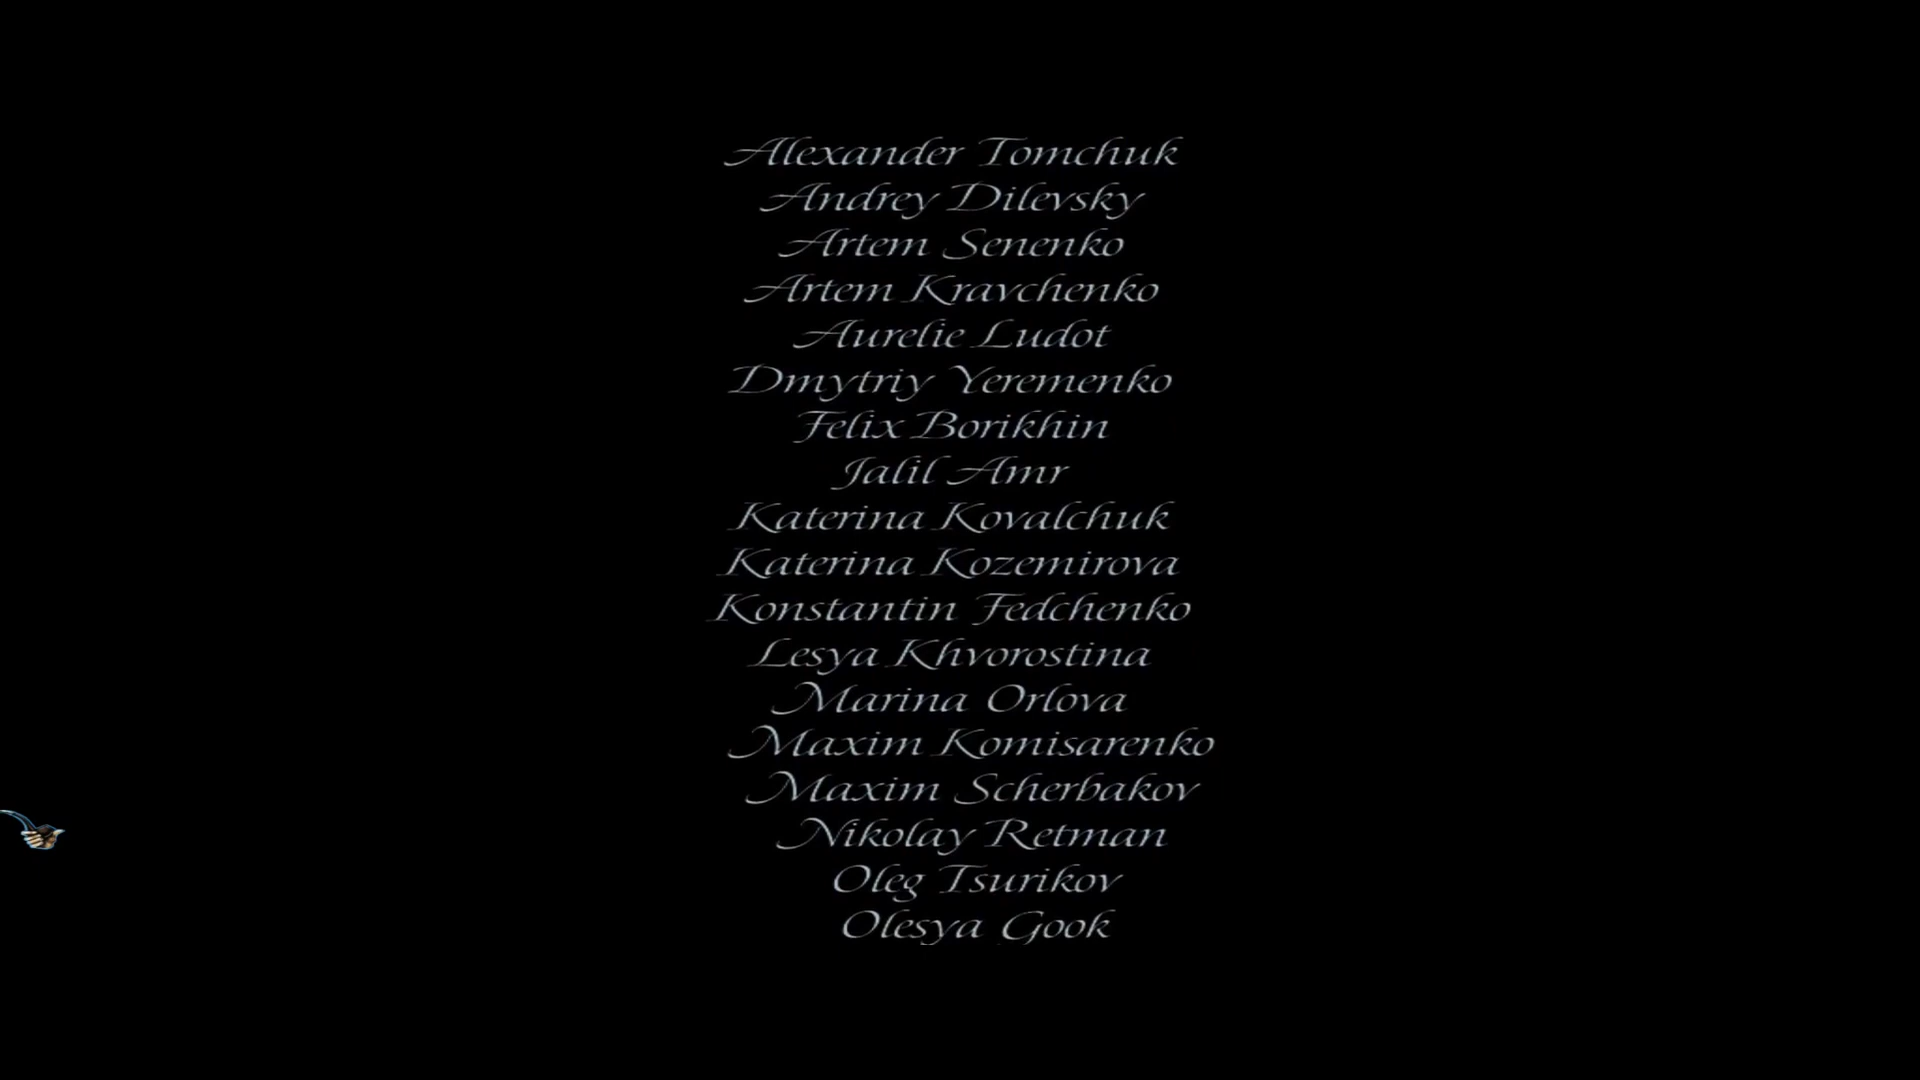 Alexander Tomchuk
Andrey Dilevsky
Artem Senenko
Artem Kravchenko
Aurelie Ludot
Dmytriy Yeremenko
Felix Borikhin
Jalil Amr
Katerina Kovalchuk
Katerina Kozemirova
Konstantin Fedchenko
Lesya Khvorostina
Marina Orlova
Maxim Komisarenko
Maxim Scherbakov
Nikolay Retman
Oleg Tsurikov
Olesya Gook